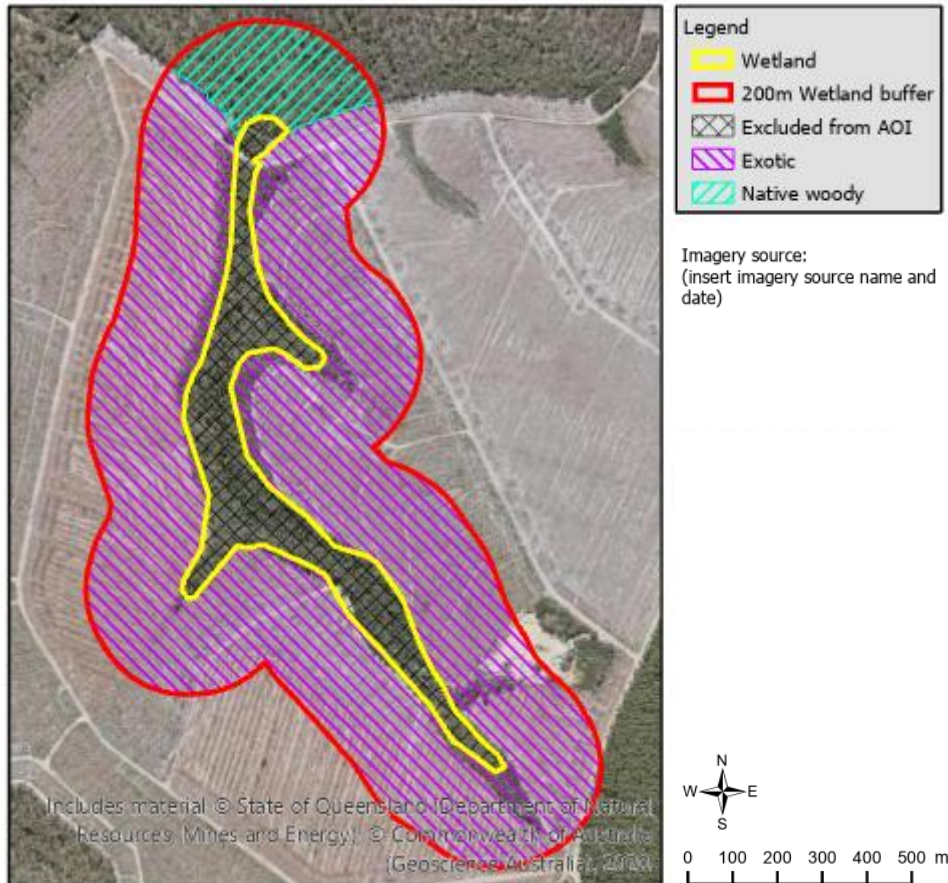 Legend
Wetland
200m Wetland buffer
Excluded from AOI
Exotic
Native woody
Imagery source:
(insert imagery source name and
date)
Includes material © State of Queensland (Department of Natural
Resources, Mines and Energy); © Commonwealth of Australia
(Geoscience Australia)
N
W E
S
0 100 200 300 400 500 m